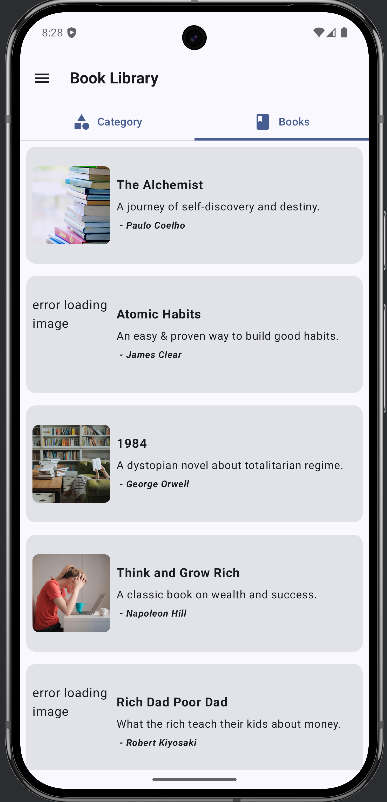 8:28
Book Library
Category
Books
The Alchemist
A journey of self-discovery and destiny.
- Paulo Coelho
error loading
image
Atomic Habits
An easy & proven way to build good habits.
- James Clear
1984
A dystopian novel about totalitarian regime.
- George Orwell
Think and Grow Rich
A classic book on wealth and success.
- Napoleon Hill
error loading
image
Rich Dad Poor Dad
What the rich teach their kids about money.
- Robert Kiyosaki